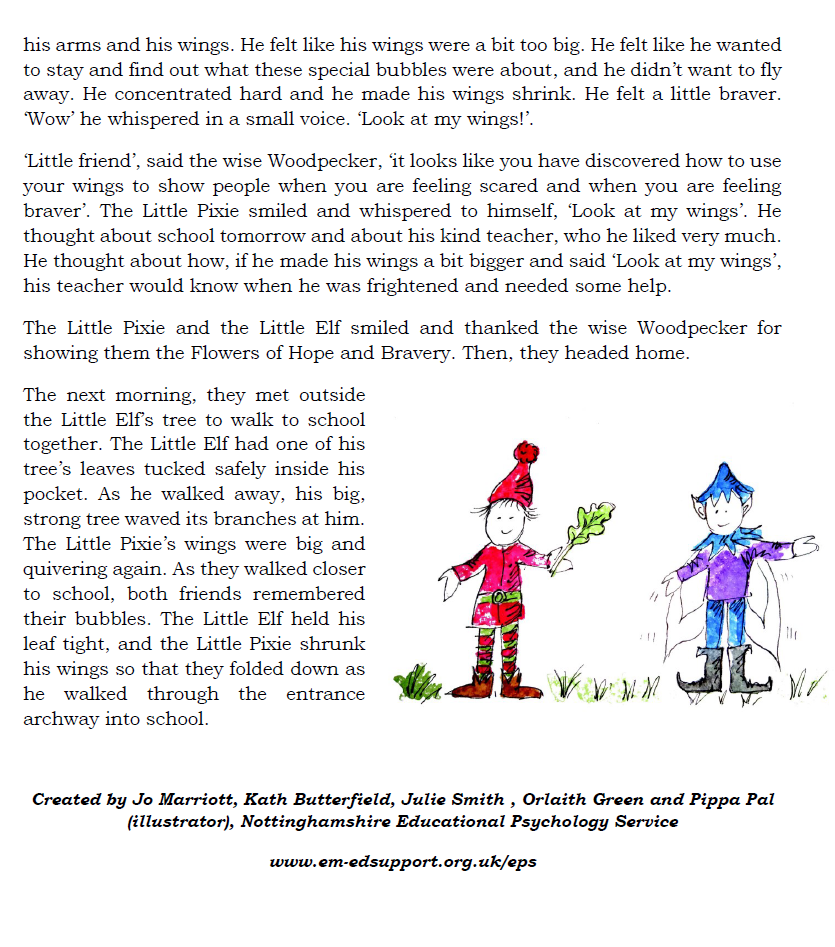 his arms and his wings. He felt like his wings were a bit too big. He felt like he wanted
to stay and find out what these special bubbles were about, and he didn’t want to fly
away. He concentrated hard and he made his wings shrink. He felt a little braver.
‘Wow’ he whispered in a small voice. ‘Look at my wings!’.
‘Little friend’, said the wise Woodpecker, ‘it looks like you have discovered how to use
your wings to show people when you are feeling scared and when you are feeling
braver’. The Little Pixie smiled and whispered to himself, ‘Look at my wings’. He
thought about school tomorrow and about his kind teacher, who he liked very much.
He thought about how, if he made his wings a bit bigger and said ‘Look at my wings’,
his teacher would know when he was frightened and needed some help.
The Little Pixie and the Little Elf smiled and thanked the wise Woodpecker for
showing them the Flowers of Hope and Bravery. Then, they headed home.
The next morning, they met outside
the Little Elf’s tree to walk to school
together. The Little Elf had one of his
tree’s leaves tucked safely inside his
pocket. As he walked away, his big,
strong tree waved its branches at him.
The Little Pixie’s wings were big and
quivering again. As they walked closer
to school, both friends remembered
their bubbles. The Little Elf held his
leaf tight, and the Little Pixie shrunk
his wings so that they folded down as
he walked through the entrance
archway into school.
Created by Jo Marriott, Kath Butterfield, Julie Smith , Orlaith Green and Pippa Pal
(illustrator), Nottinghamshire Educational Psychology Service
www.em-edsupport.org.uk/eps